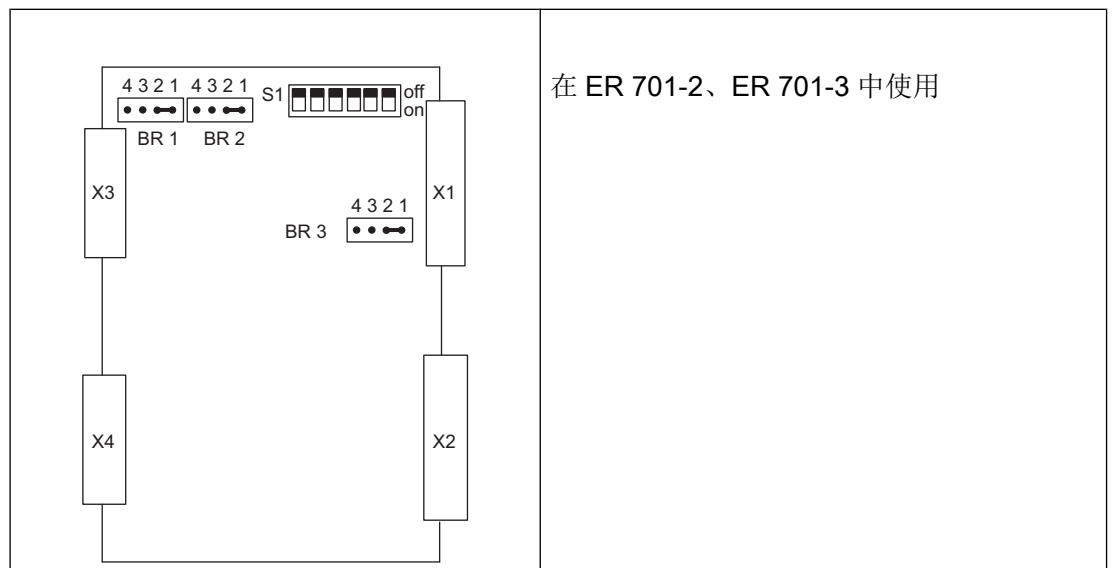 4 3 2 1 4 3 2 1 S1 off
on
BR 1 BR 2
X3
X1
4 3 2 1
BR 3
X4
X2
在 ER 701-2、ER 701-3 中使用